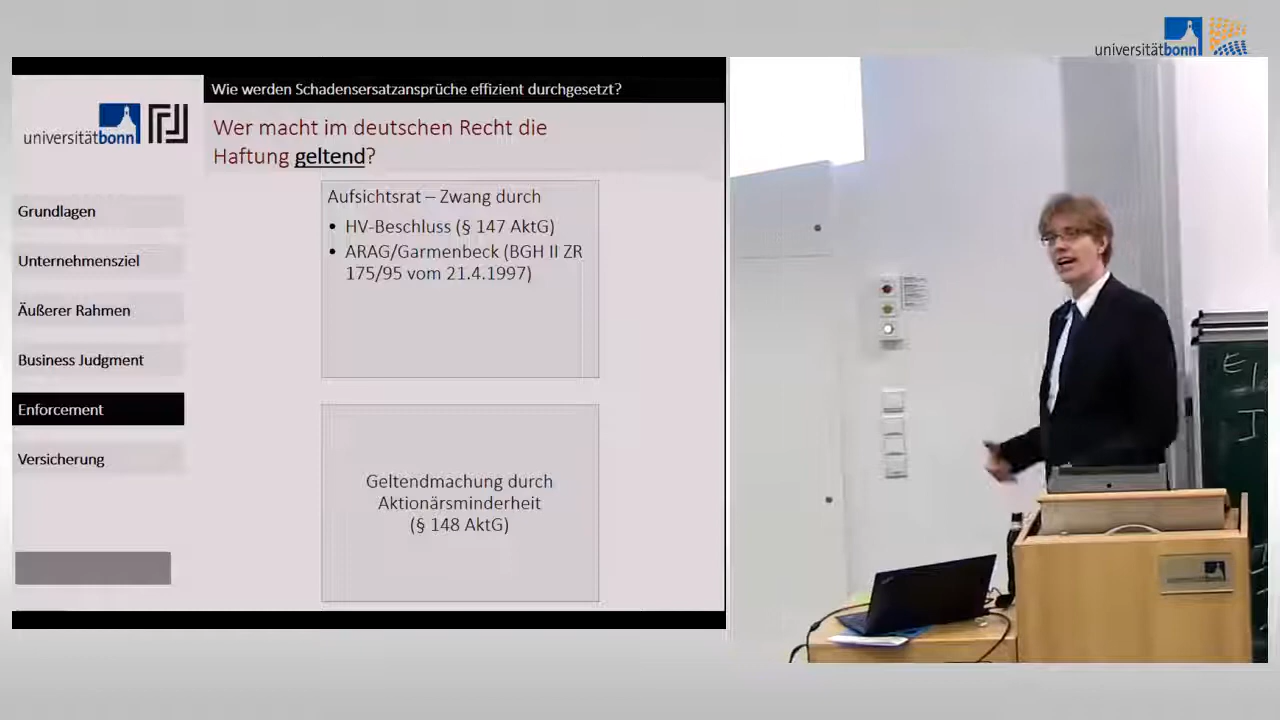 universitätbonn
Wie werden Schadensersatzansprüche effizient durchgesetzt?
universitätbonn
Wer macht im deutschen Recht die
Haftung geltend?
Grundlagen
Unternehmensziel
Äußerer Rahmen
Business Judgment
Enforcement
Versicherung
Aufsichtsrat – Zwang durch
• HV-Beschluss (§ 147 AktG)
• ARAG/Garmenbeck (BGH II ZR
175/95 vom 21.4.1997)
Geltendmachung durch
Aktionärsminderheit
(§ 148 AktG)